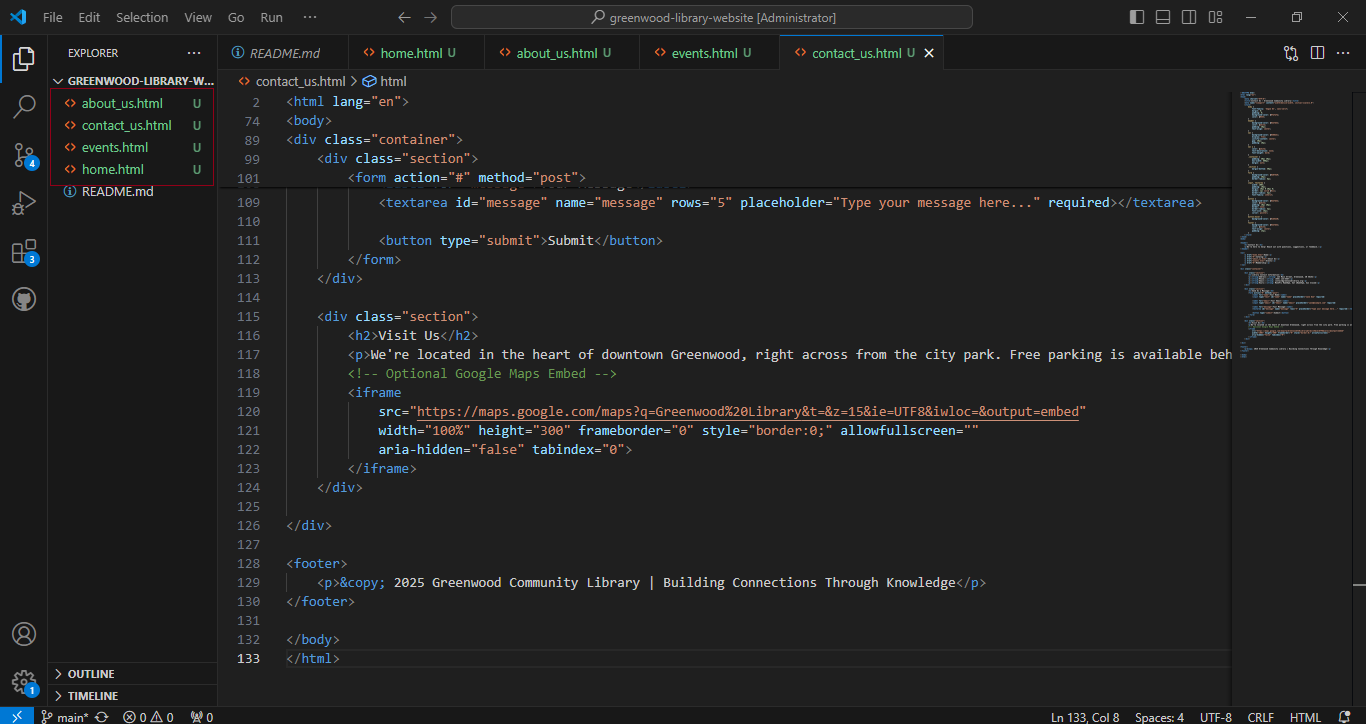 File Edit Selection View Go Run ··· greenwood-library-website [Administrator]
EXPLORER ···
README.md
home.html U
about_us.html U
events.html U
contact_us.html U
GREENWOOD-LIBRARY-W...
about_us.html U
contact_us.html U
events.html U
home.html U
README.md
contact_us.html > html
2 <html lang="en">
74 <body>
89 <div class="container">
99 <div class="section">
101 <form action="#" method="post">
109 <textarea id="message" name="message" rows="5" placeholder="Type your message here..." required></textarea>
110
111 <button type="submit">Submit</button>
112 </form>
113 </div>
114
115 <div class="section">
116 <h2>Visit Us</h2>
117 <p>We're located in the heart of downtown Greenwood, right across from the city park. Free parking is available beh
118 <!-- Optional Google Maps Embed -->
119 <iframe
120 src="https://maps.google.com/maps?q=Greenwood%20Library&t=&z=15&ie=UTF8&iwloc=&output=embed"
121 width="100%" height="300" frameborder="0" style="border:0;" allowfullscreen=""
122 aria-hidden="false" tabindex="0">
123 </iframe>
124 </div>
125
126 </div>
127
128 <footer>
129 <p>&copy; 2025 Greenwood Community Library | Building Connections Through Knowledge</p>
130 </footer>
131
132 </body>
133 </html>
4
3
1
OUTLINE
TIMELINE
main* 0 0 0 Ln 133, Col 8 Spaces: 4 UTF-8 CRLF HTML